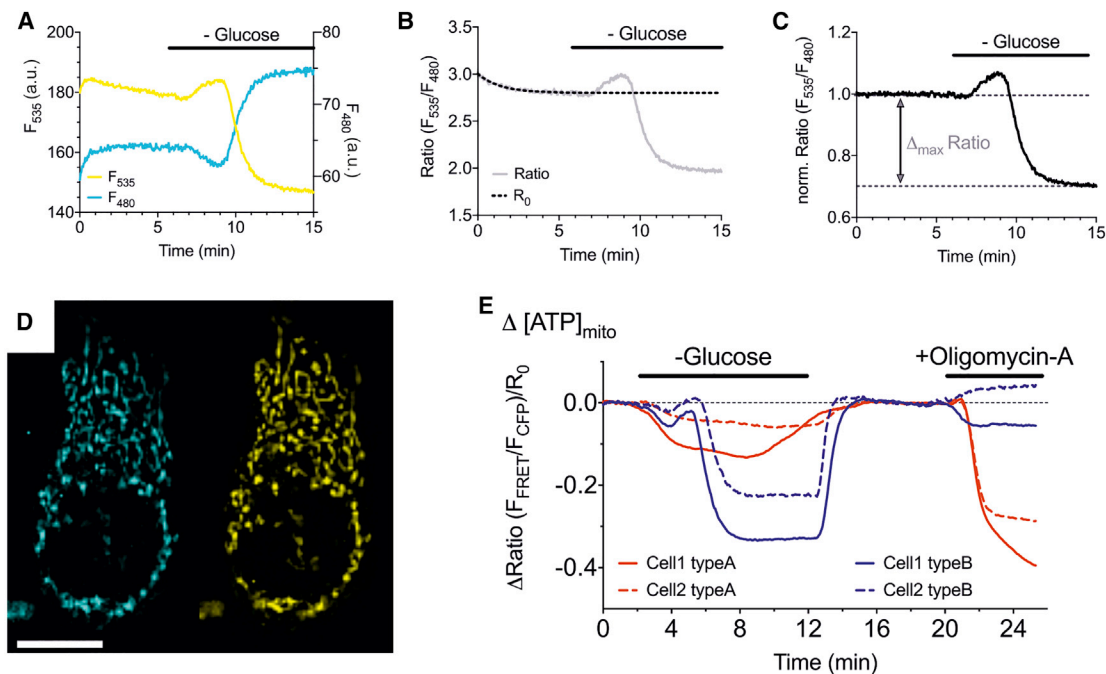 A
- Glucose
200
180
160
140
F535 (a.u.)
80
75
70
65
60
F480 (a.u.)
F535
F480
0
5
10
15
Time (min)
B
- Glucose
3.5
3.0
2.5
2.0
1.5
Ratio (F535/F480)
Ratio
R0
0
5
10
15
Time (min)
C
- Glucose
1.2
1.0
0.8
0.6
norm. Ratio (F535/F480)
Δmax Ratio
0
5
10
15
Time (min)
D
E
Δ [ATP]mito
-Glucose
+Oligomycin-A
0.0
-0.2
-0.4
ΔRatio (FFRET/FCFP)/R0
Cell1 typeA
Cell2 typeA
Cell1 typeB
Cell2 typeB
0
4
8
12
16
20
24
Time (min)